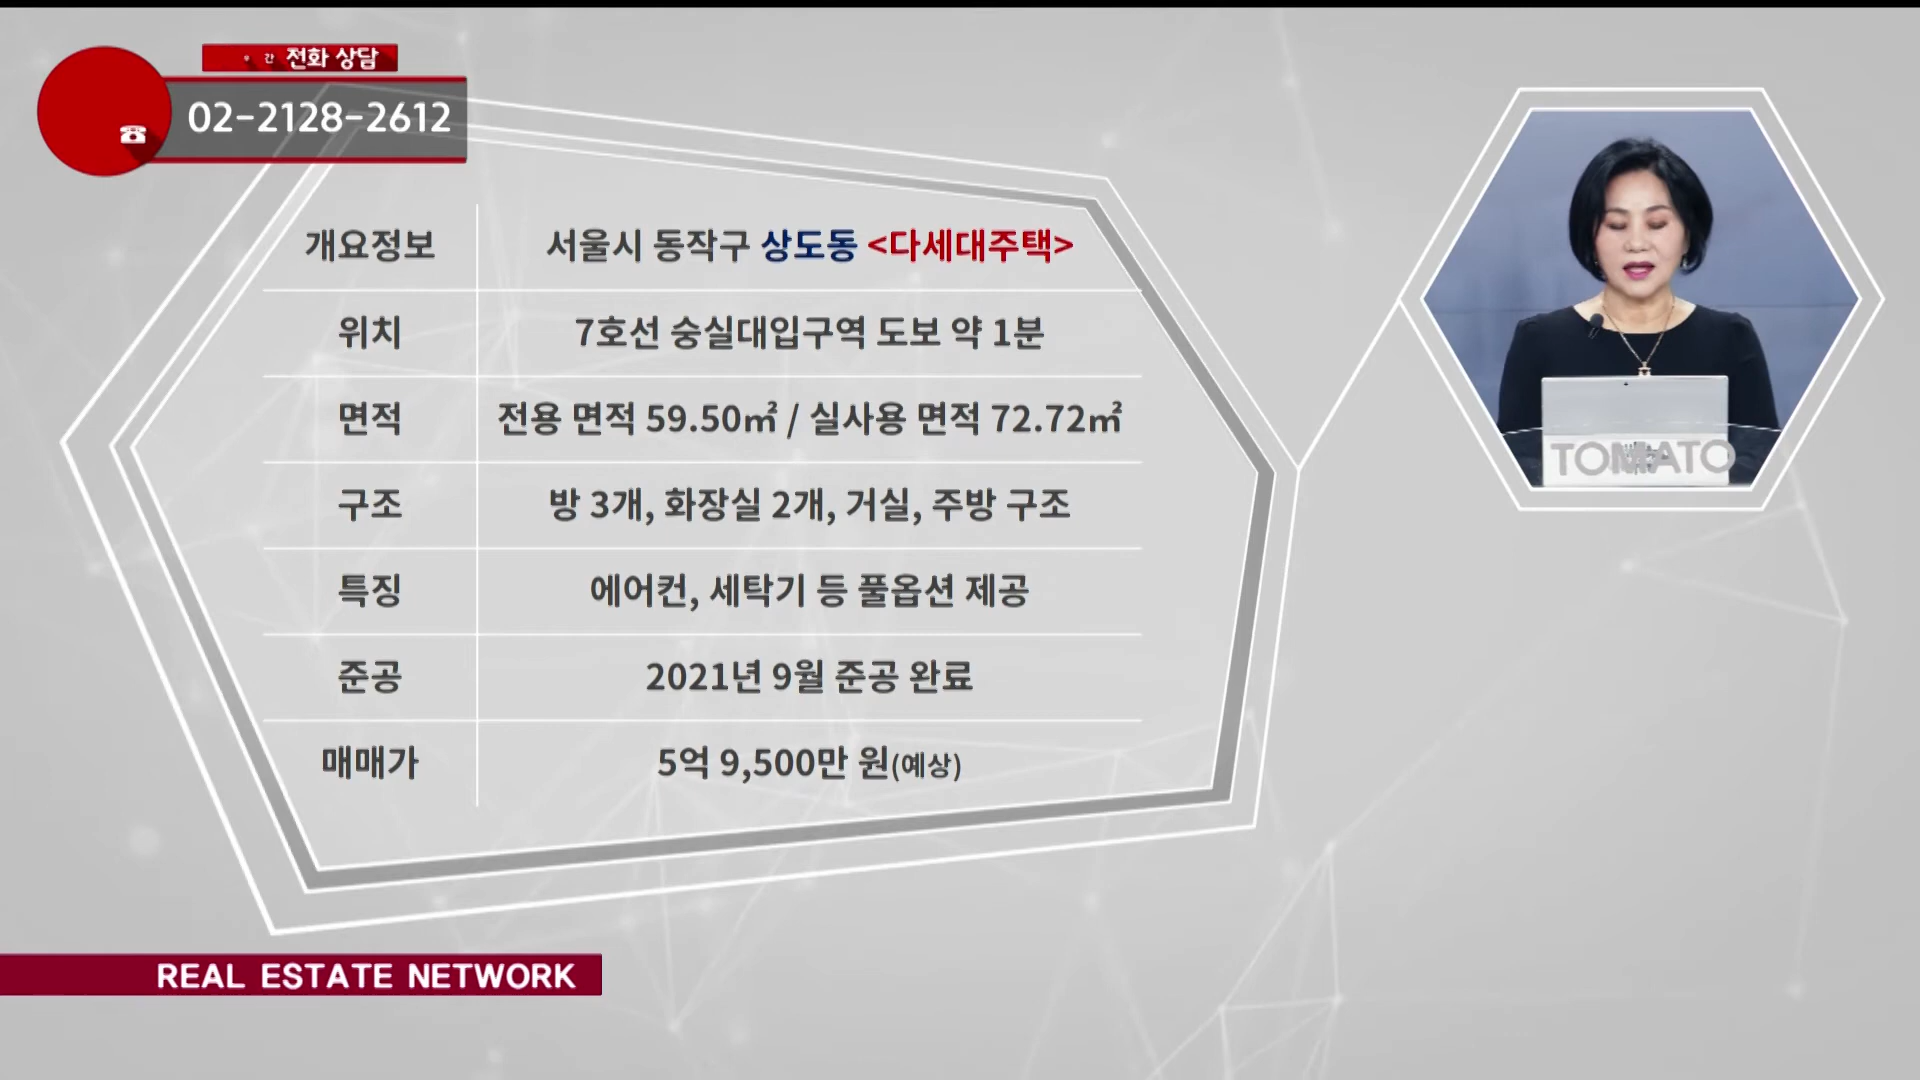 전화 상담
02-2128-2612
개요정보 서울시 동작구 상도동 <다세대주택>
위치 7호선 숭실대입구역 도보 약 1분
면적 전용 면적 59.50㎡ / 실사용 면적 72.72㎡
구조 방 3개, 화장실 2개, 거실, 주방 구조
특징 에어컨, 세탁기 등 풀옵션 제공
준공 2021년 9월 준공 완료
매매가 5억 9,500만 원(예상)
TOMATO
REAL ESTATE NETWORK